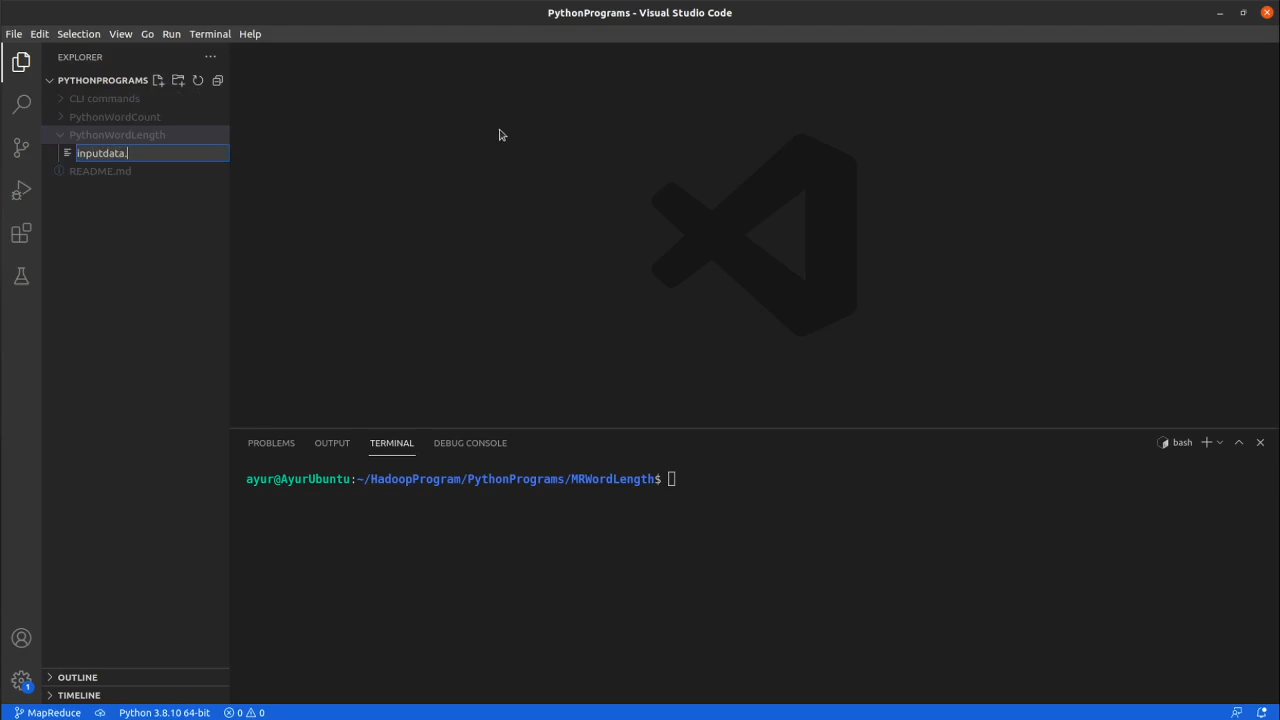 PythonPrograms - Visual Studio Code
File Edit Selection View Go Run Terminal Help
EXPLORER
PYTHONPROGRAMS
CLI commands
PythonWordCount
PythonWordLength
inputdata.
README.md
PROBLEMS OUTPUT TERMINAL DEBUG CONSOLE bash
ayur@AyurUbuntu:~/HadoopProgram/PythonPrograms/MRWordLength$
OUTLINE
TIMELINE
1
MapReduce Python 3.8.10 64-bit 0 0